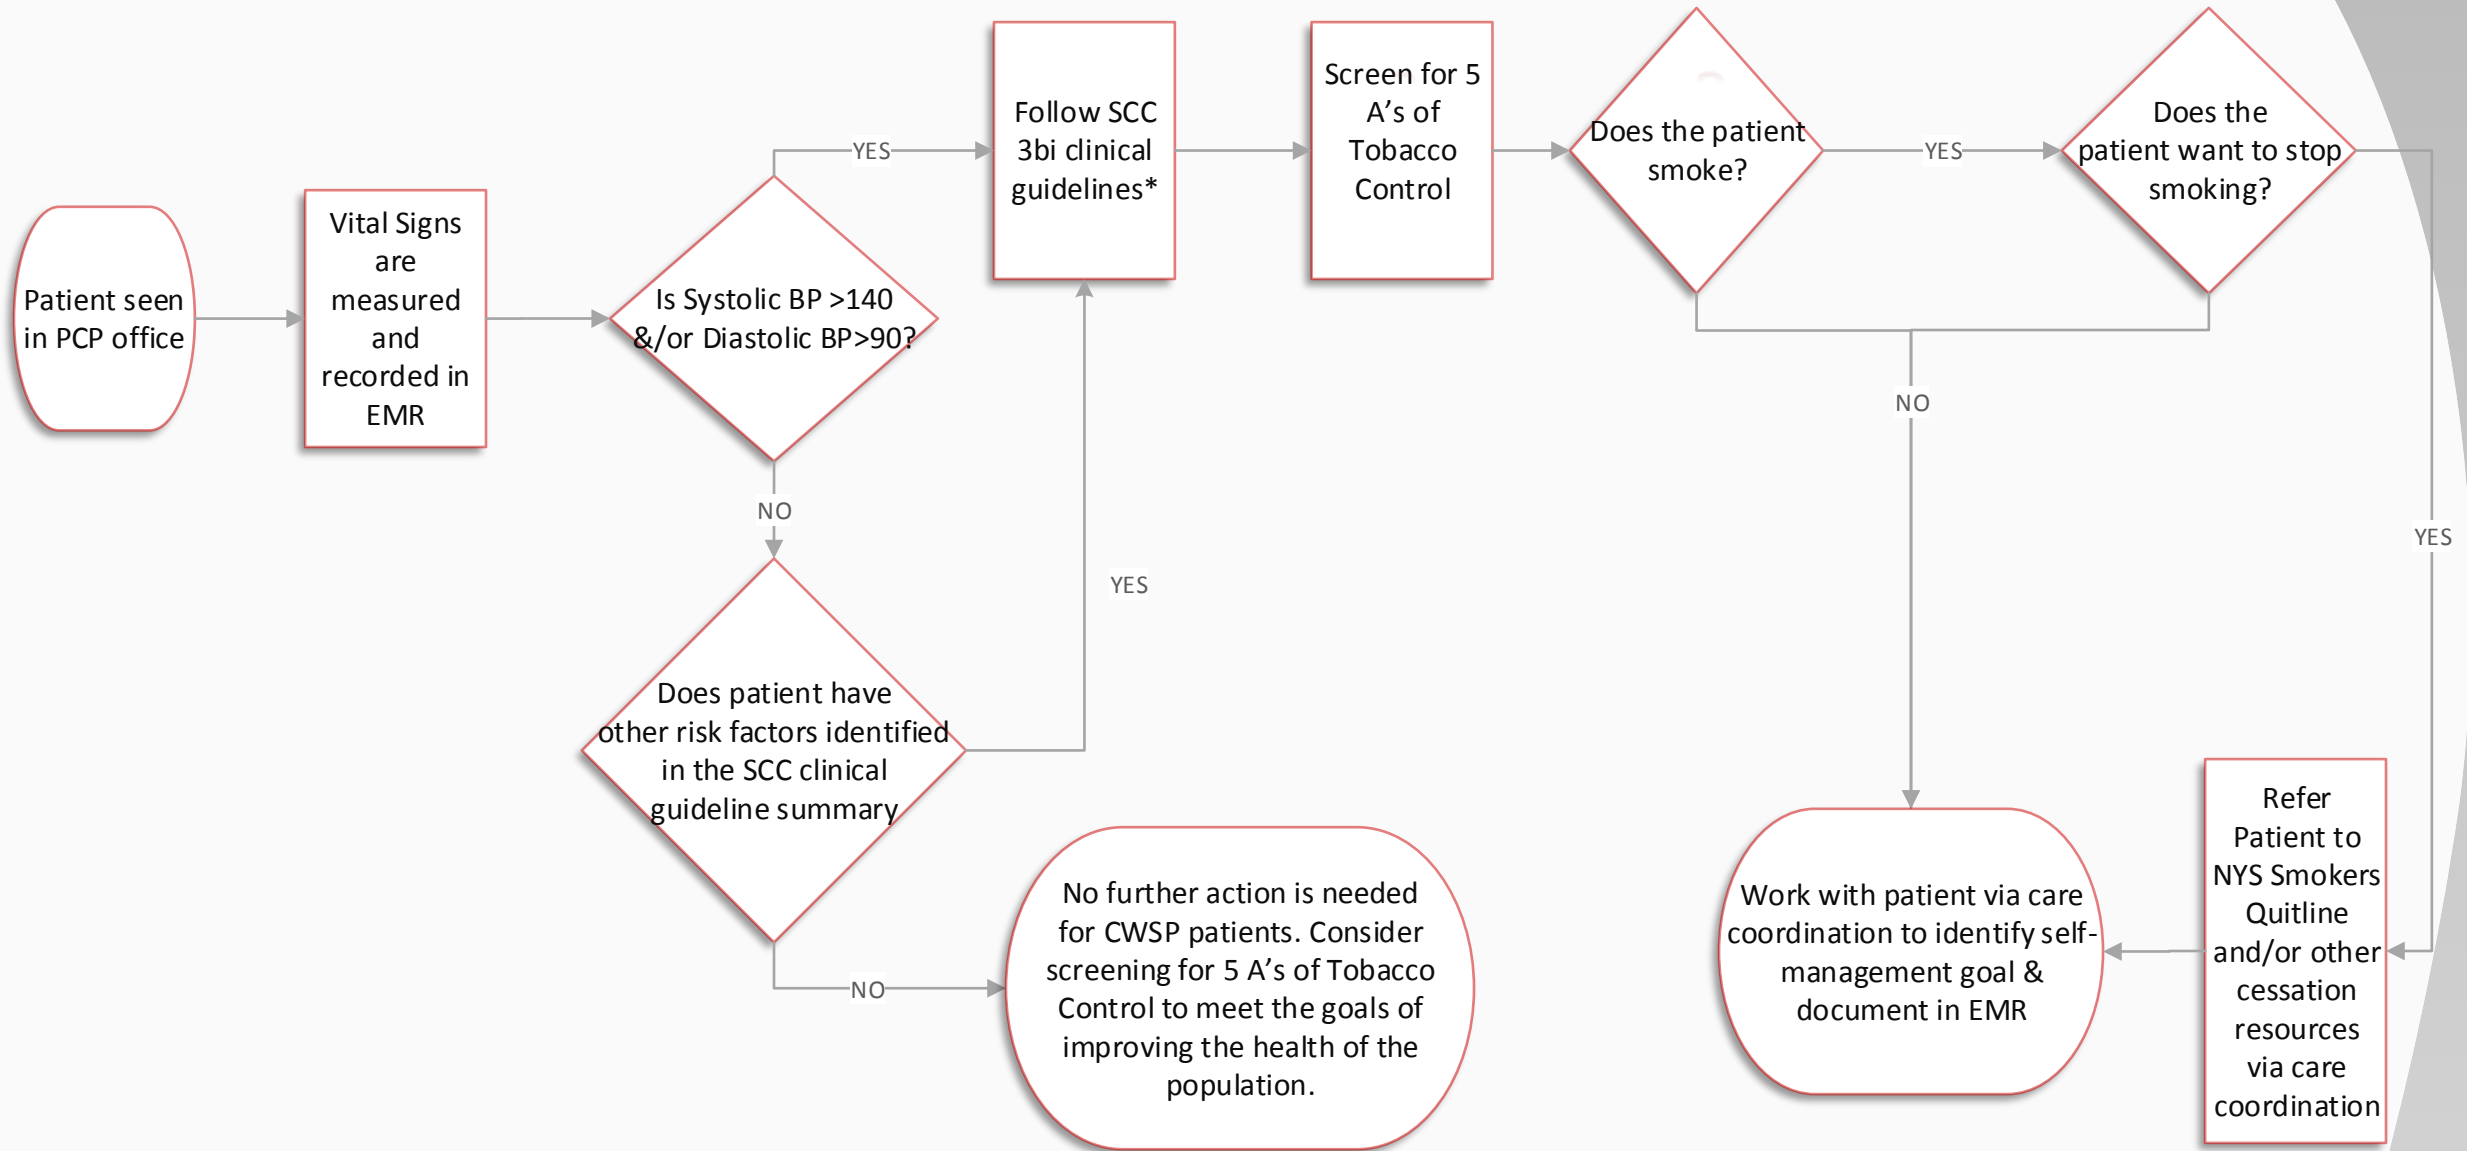 Patient seen
in PCP office
Vital Signs
are
measured
and
recorded in
EMR
Is Systolic BP >140
&/or Diastolic BP>90?
YES
NO
Follow SCC
3bi clinical
guidelines*
Screen for 5
A’s of
Tobacco
Control
Does the patient
smoke?
YES
Does the
patient want to stop
smoking?
NO
YES
Does patient have
other risk factors identified
in the SCC clinical
guideline summary
YES
NO
No further action is needed
for CWSP patients. Consider
screening for 5 A’s of Tobacco
Control to meet the goals of
improving the health of the
population.
Work with patient via care
coordination to identify self-
management goal &
document in EMR
Refer
Patient to
NYS Smokers
Quitline
and/or other
cessation
resources
via care
coordination